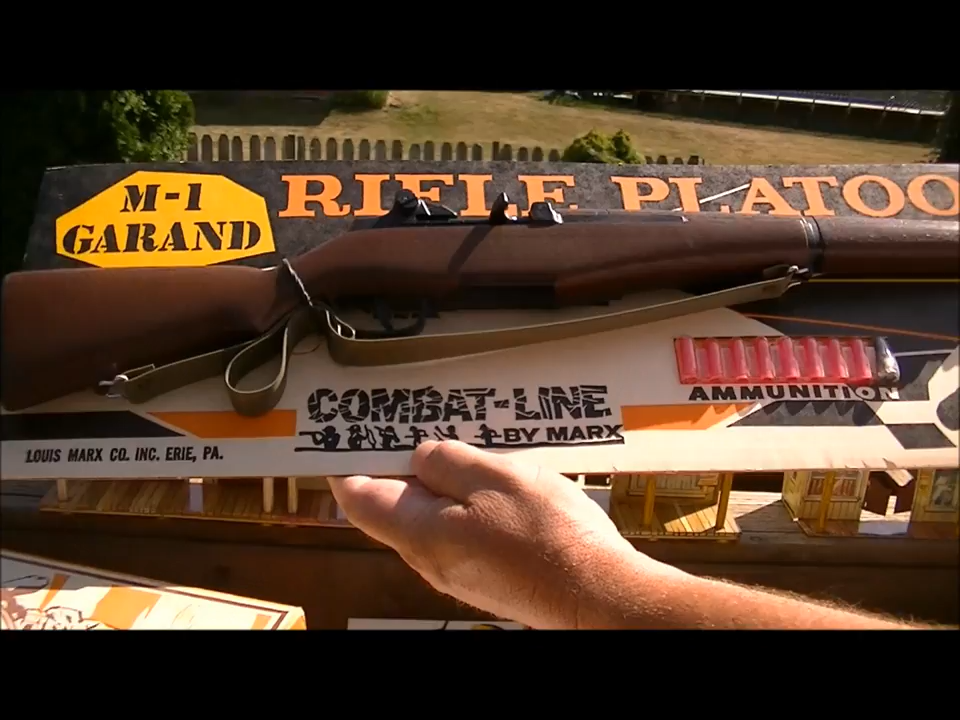 M-1
GARAND
RIFLE PLATOO
COMBAT-LINE
BY MARX
AMMUNITION
LOUIS MARX CO. INC. ERIE, PA.